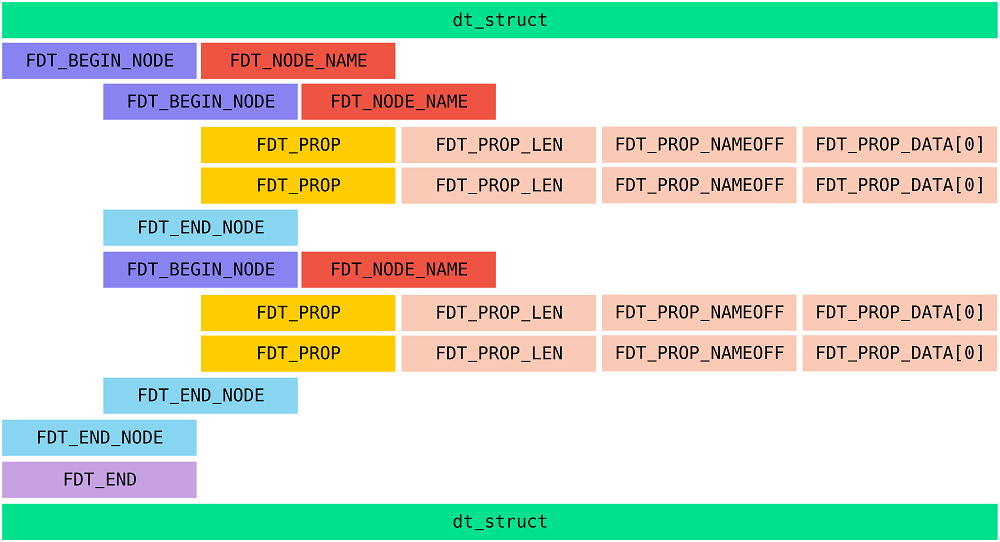 dt_struct
FDT_BEGIN_NODE FDT_NODE_NAME
FDT_BEGIN_NODE FDT_NODE_NAME
FDT_PROP FDT_PROP_LEN FDT_PROP_NAMEOFF FDT_PROP_DATA[0]
FDT_PROP FDT_PROP_LEN FDT_PROP_NAMEOFF FDT_PROP_DATA[0]
FDT_END_NODE
FDT_BEGIN_NODE FDT_NODE_NAME
FDT_PROP FDT_PROP_LEN FDT_PROP_NAMEOFF FDT_PROP_DATA[0]
FDT_PROP FDT_PROP_LEN FDT_PROP_NAMEOFF FDT_PROP_DATA[0]
FDT_END_NODE
FDT_END_NODE
FDT_END
dt_struct